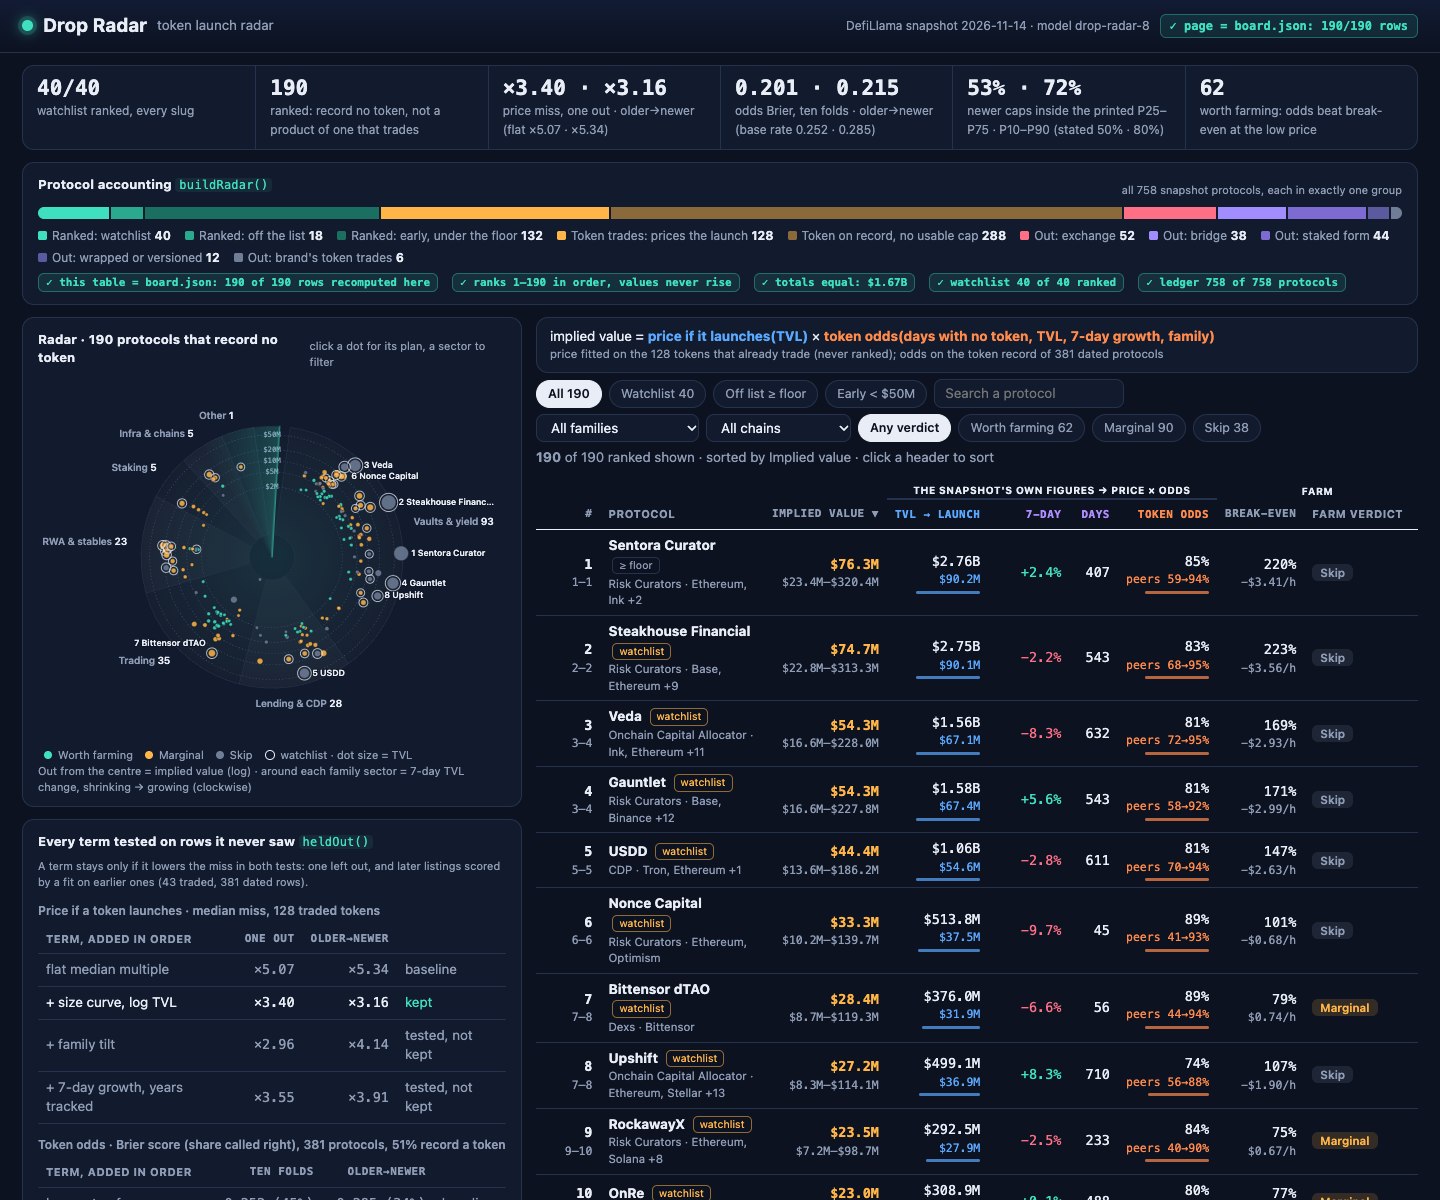 Drop Radar token launch radar
DefiLlama snapshot 2026-11-14 · model drop-radar-8 ✓ page = board.json: 190/190 rows
40/40
watchlist ranked, every slug
190
ranked: record no token, not a
product of one that trades
×3.40 · ×3.16
price miss, one out · older→newer
(flat ×5.07 · ×5.34)
0.201 · 0.215
odds Brier, ten folds · older→newer
(base rate 0.252 · 0.285)
53% · 72%
newer caps inside the printed P25–
P75 · P10–P90 (stated 50% · 80%)
62
worth farming: odds beat break-
even at the low price
Protocol accounting buildRadar()
all 758 snapshot protocols, each in exactly one group
Ranked: watchlist 40 Ranked: off the list 18 Ranked: early, under the floor 132 Token trades: prices the launch 128 Token on record, no usable cap 288 Out: exchange 52 Out: bridge 38 Out: staked form 44
Out: wrapped or versioned 12 Out: brand's token trades 6
✓ this table = board.json: 190 of 190 rows recomputed here ✓ ranks 1–190 in order, values never rise ✓ totals equal: $1.67B ✓ watchlist 40 of 40 ranked ✓ ledger 758 of 758 protocols
Radar · 190 protocols that record no
token
click a dot for its plan, a sector to
filter
Other 1
Infra & chains 5
Staking 5
RWA & stables 23
Trading 35
Lending & CDP 28
Vaults & yield 93
$50M
$20M
$10M
$5M
$2M
3 Veda
6 Nonce Capital
2 Steakhouse Financ…
1 Sentora Curator
4 Gauntlet
8 Upshift
7 Bittensor dTAO
5 USDD
Worth farming Marginal Skip watchlist · dot size = TVL
Out from the centre = implied value (log) · around each family sector = 7-day TVL
change, shrinking → growing (clockwise)
Every term tested on rows it never saw heldOut()
A term stays only if it lowers the miss in both tests: one left out, and later listings scored
by a fit on earlier ones (43 traded, 381 dated rows).
Price if a token launches · median miss, 128 traded tokens
TERM, ADDED IN ORDER ONE OUT OLDER→NEWER
flat median multiple ×5.07 ×5.34 baseline
+ size curve, log TVL ×3.40 ×3.16 kept
+ family tilt ×2.96 ×4.14 tested, not
kept
+ 7-day growth, years
tracked ×3.55 ×3.91 tested, not
kept
Token odds · Brier score (share called right), 381 protocols, 51% record a token
TERM, ADDED IN ORDER TEN FOLDS OLDER→NEWER
implied value = price if it launches(TVL) × token odds(days with no token, TVL, 7-day growth, family)
price fitted on the 128 tokens that already trade (never ranked); odds on the token record of 381 dated protocols
All 190 Watchlist 40 Off list ≥ floor Early < $50M Search a protocol
All families All chains Any verdict Worth farming 62 Marginal 90 Skip 38
190 of 190 ranked shown · sorted by Implied value · click a header to sort
THE SNAPSHOT'S OWN FIGURES → PRICE × ODDS FARM
# PROTOCOL IMPLIED VALUE ▼ TVL → LAUNCH 7-DAY DAYS TOKEN ODDS BREAK-EVEN FARM VERDICT
1 Sentora Curator ≥ floor $76.3M $2.76B +2.4% 407 85% 220% Skip
1–1 Risk Curators · Ethereum, $23.4M–$320.4M $90.2M peers 59→94% −$3.41/h
Ink +2
2 Steakhouse Financial watchlist $74.7M $2.75B −2.2% 543 83% 223% Skip
2–2 Risk Curators · Base, $22.8M–$313.3M $90.1M peers 68→95% −$3.56/h
Ethereum +9
3 Veda watchlist $54.3M $1.56B −8.3% 632 81% 169% Skip
3–4 Onchain Capital Allocator · $16.6M–$228.0M $67.1M peers 72→95% −$2.93/h
Ink, Ethereum +11
4 Gauntlet watchlist $54.3M $1.58B +5.6% 543 81% 171% Skip
3–4 Risk Curators · Base, $16.6M–$227.8M $67.4M peers 58→92% −$2.99/h
Binance +12
5 USDD watchlist $44.4M $1.06B −2.8% 611 81% 147% Skip
5–5 CDP · Tron, Ethereum +1 $13.6M–$186.2M $54.6M peers 70→94% −$2.63/h
6 Nonce Capital watchlist $33.3M $513.8M −9.7% 45 89% 101% Skip
6–6 Risk Curators · Ethereum, $10.2M–$139.7M $37.5M peers 41→93% −$0.68/h
Optimism
7 Bittensor dTAO watchlist $28.4M $376.0M −6.6% 56 89% 79% Marginal
7–8 Dexs · Bittensor $8.7M–$119.3M $31.9M peers 44→94% $0.74/h
8 Upshift watchlist $27.2M $499.1M +8.3% 710 74% 107% Skip
7–8 Onchain Capital Allocator · $8.3M–$114.1M $36.9M peers 56→88% −$1.90/h
Ethereum, Stellar +13
9 RockawayX watchlist $23.5M $292.5M −2.5% 233 84% 75% Marginal
9–10 Risk Curators · Ethereum, $7.2M–$98.7M $27.9M peers 40→90% $0.67/h
Solana +8
10 OnRe watchlist $23.0M $308.9M 80% 77%